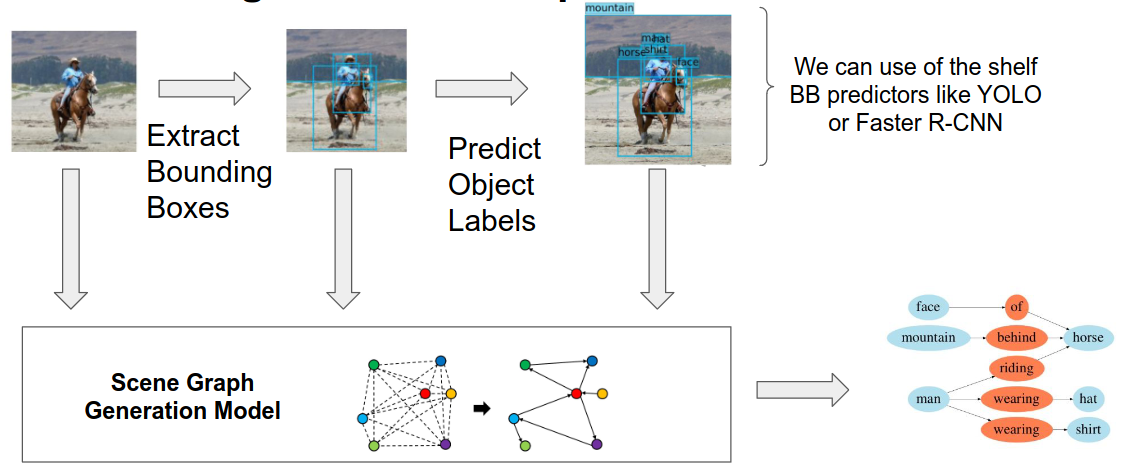 mountain
man
hat
shirt
horse
face
We can use of the shelf
BB predictors like YOLO
or Faster R-CNN
Extract
Bounding
Boxes
Predict
Object
Labels
Scene Graph
Generation Model
face
of
mountain
behind
horse
riding
man
wearing
hat
wearing
shirt